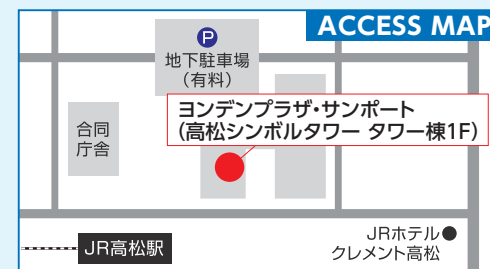 ACCESS MAP
P
地下駐車場
(有料)
ヨンデンプラザ・サンポート
(高松シンボルタワー タワー棟1F)
合同
庁舎
JR高松駅
JRホテル
クレメント高松